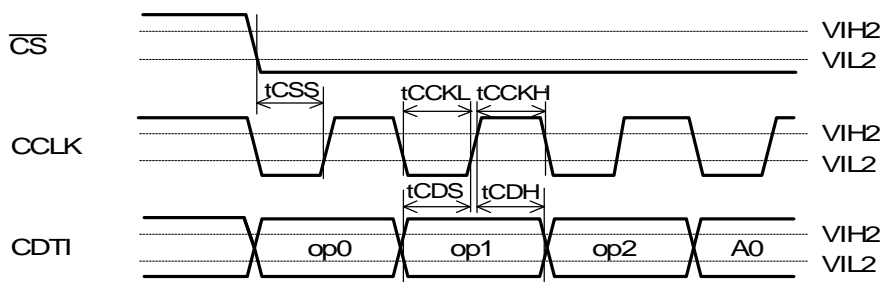 CS
VIH2
VIL2
tCSS
tCCKL tCCKH
CCLK
VIH2
VIL2
tCDS tCDH
CDTI
op0 op1 op2 A0
VIH2
VIL2